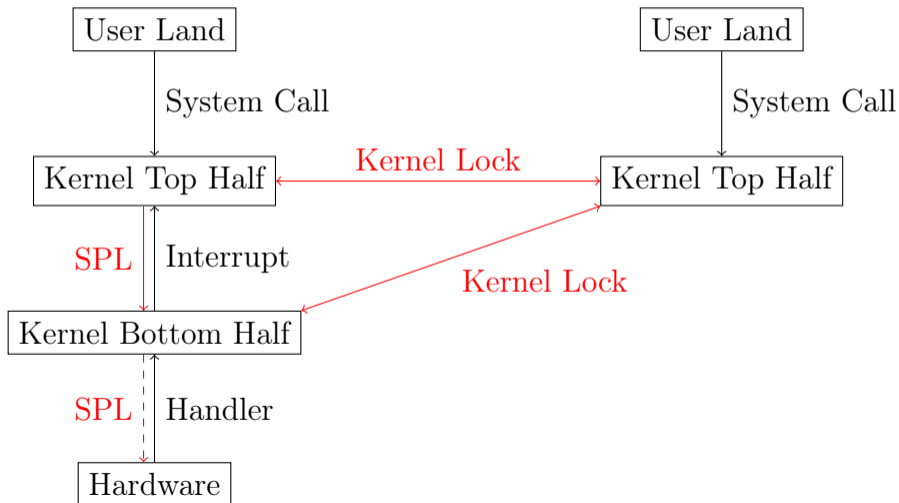 User Land
User Land
System Call
System Call
Kernel Lock
Kernel Top Half
Kernel Top Half
SPL
Interrupt
Kernel Lock
Kernel Bottom Half
SPL
Handler
Hardware